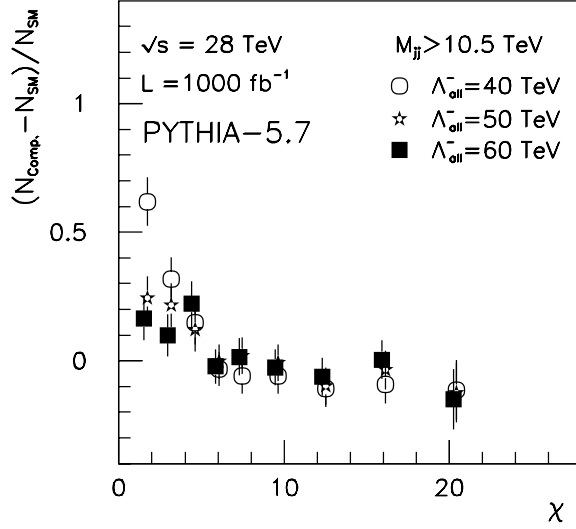 (N_Comp. −N_SM)/N_SM
√s = 28 TeV
L = 1000 fb⁻¹
PYTHIA−5.7
M_jj > 10.5 TeV
Λ⁻_all=40 TeV
Λ⁻_all=50 TeV
Λ⁻_all=60 TeV
1
0.5
0
0 10 20
χ